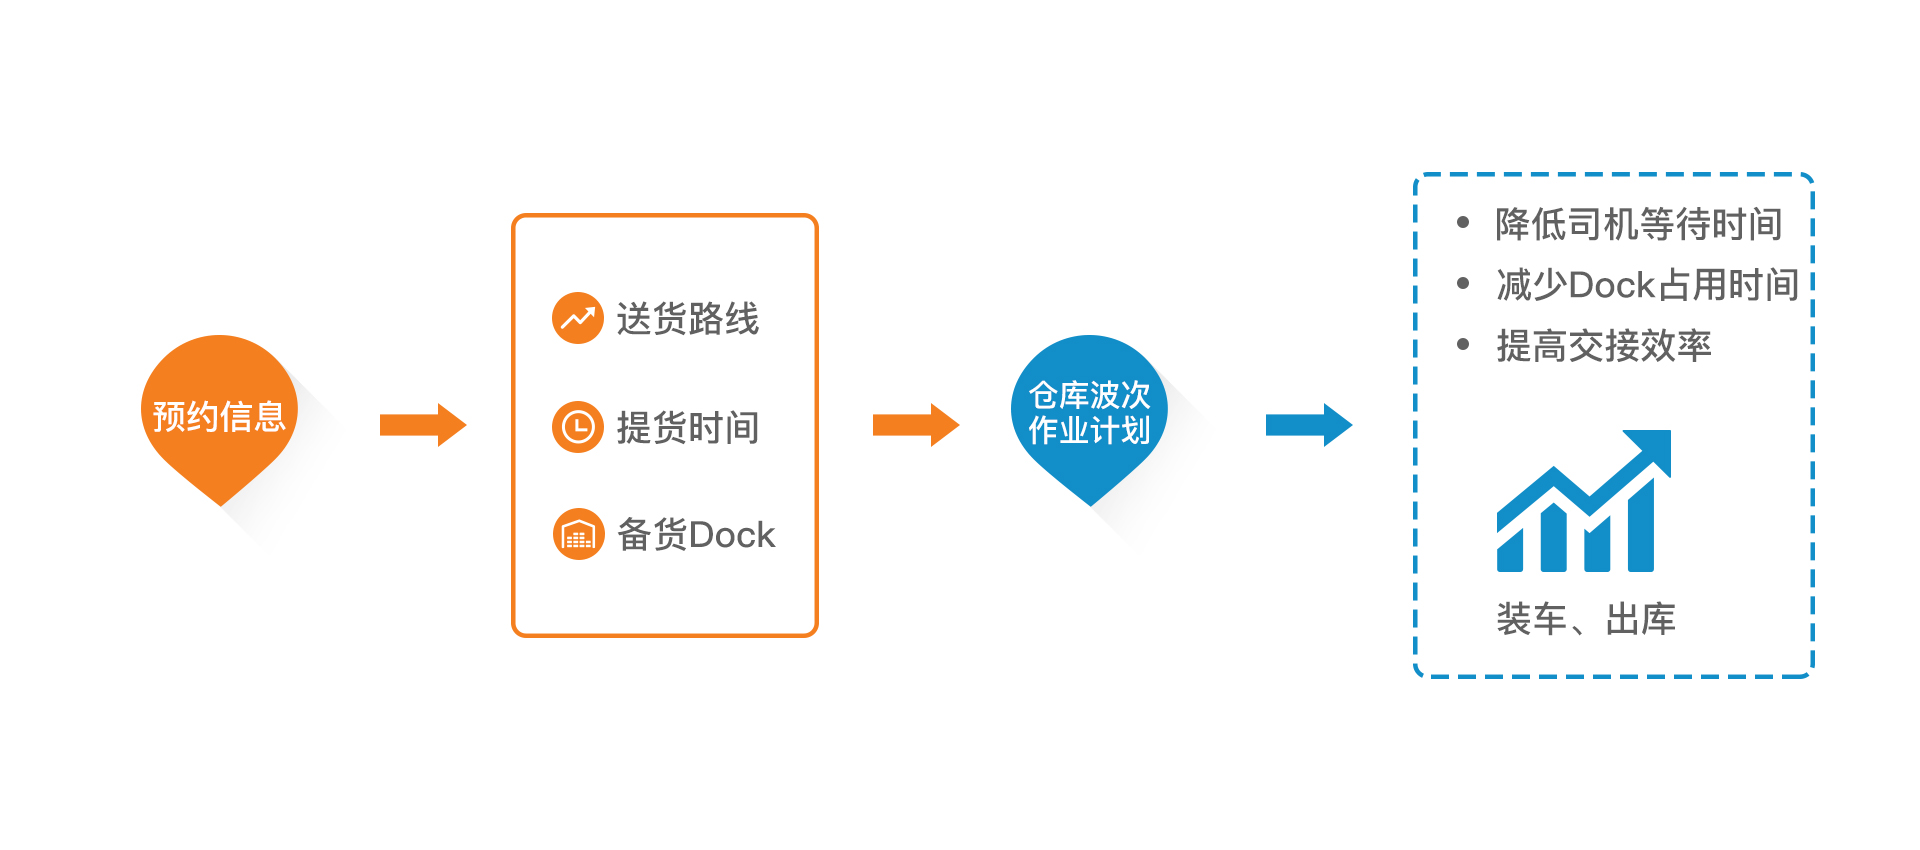 预约信息
送货路线
提货时间
备货Dock
仓库波次
作业计划
• 降低司机等待时间
• 减少Dock占用时间
• 提高交接效率
装车、出库